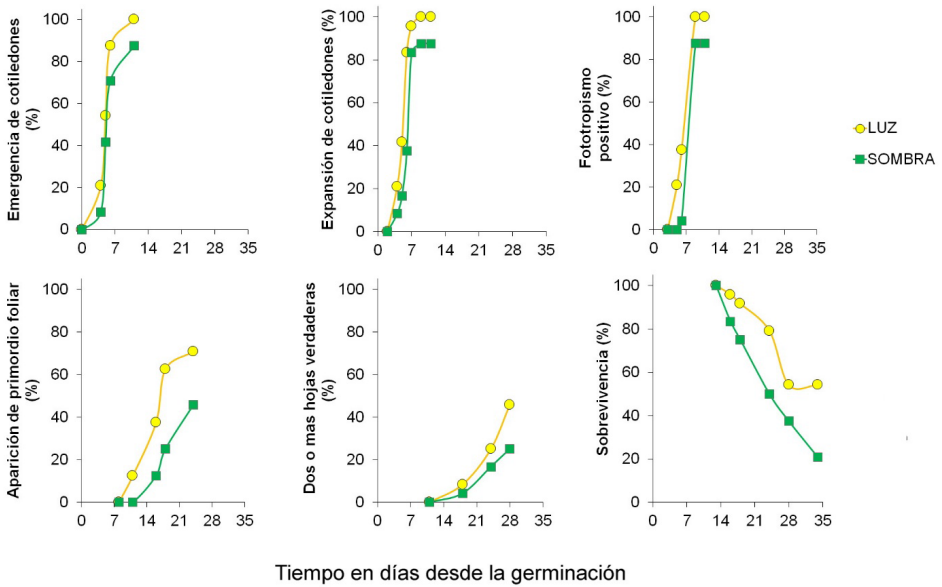 Emergencia de cotiledones
(%)
100
80
60
40
20
0
0 7 14 21 28 35
Expansión de cotiledones (%)
100
80
60
40
20
0
0 7 14 21 28 35
Fototropismo
positivo (%)
100
80
60
40
20
0
0 7 14 21 28 35
LUZ
SOMBRA
Aparición de primordio foliar
(%)
100
80
60
40
20
0
0 7 14 21 28 35
Dos o mas hojas verdaderas
(%)
100
80
60
40
20
0
0 7 14 21 28 35
Sobrevivencia (%)
100
80
60
40
20
0
0 7 14 21 28 35
Tiempo en días desde la germinación